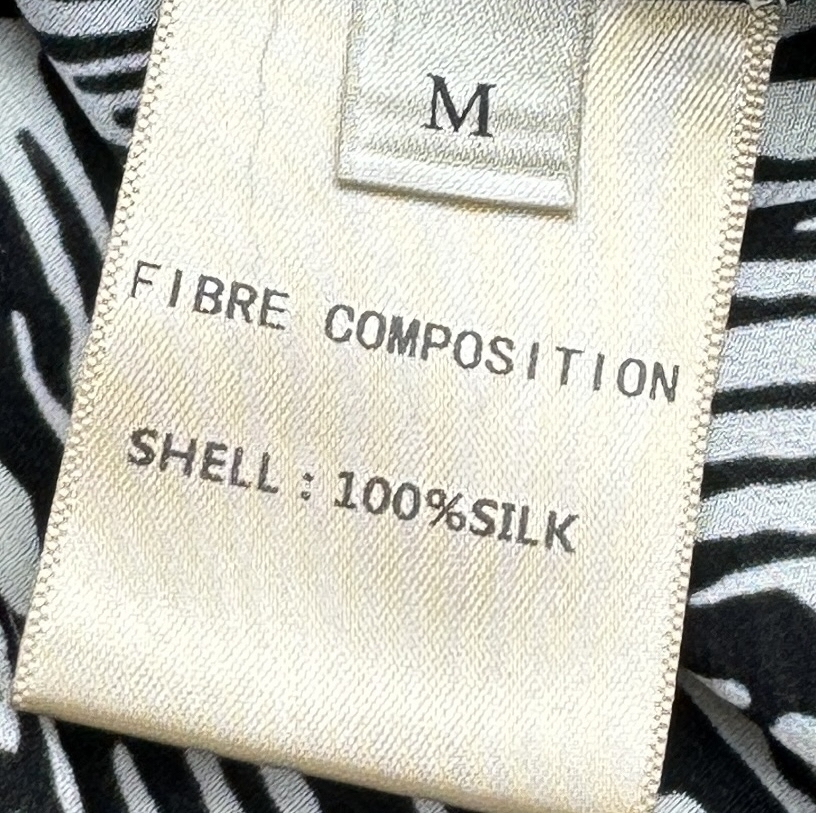 M
FIBRE COMPOSITION
SHELL : 100%SILK